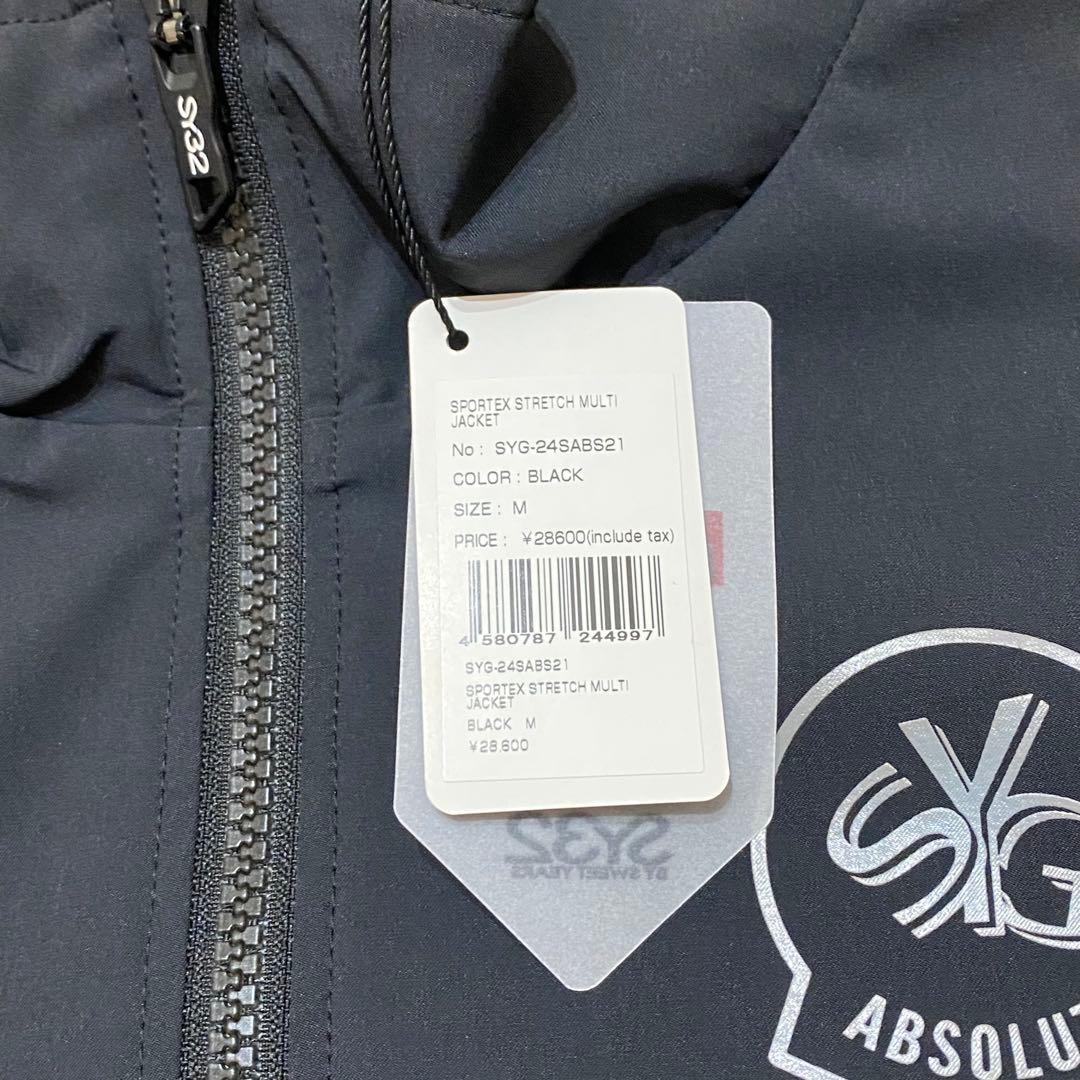 SY32
SPORTEX STRETCH MULTI
JACKET
No : SYG-24SABS21
COLOR : BLACK
SIZE : M
PRICE : ¥28600(include tax)
4 580787 244997
SYG-24SABS21
SPORTEX STRETCH MULTI
JACKET
BLACK M
¥28,600
SY32
BY SWEET YEARS
SYG
ABSOLUT